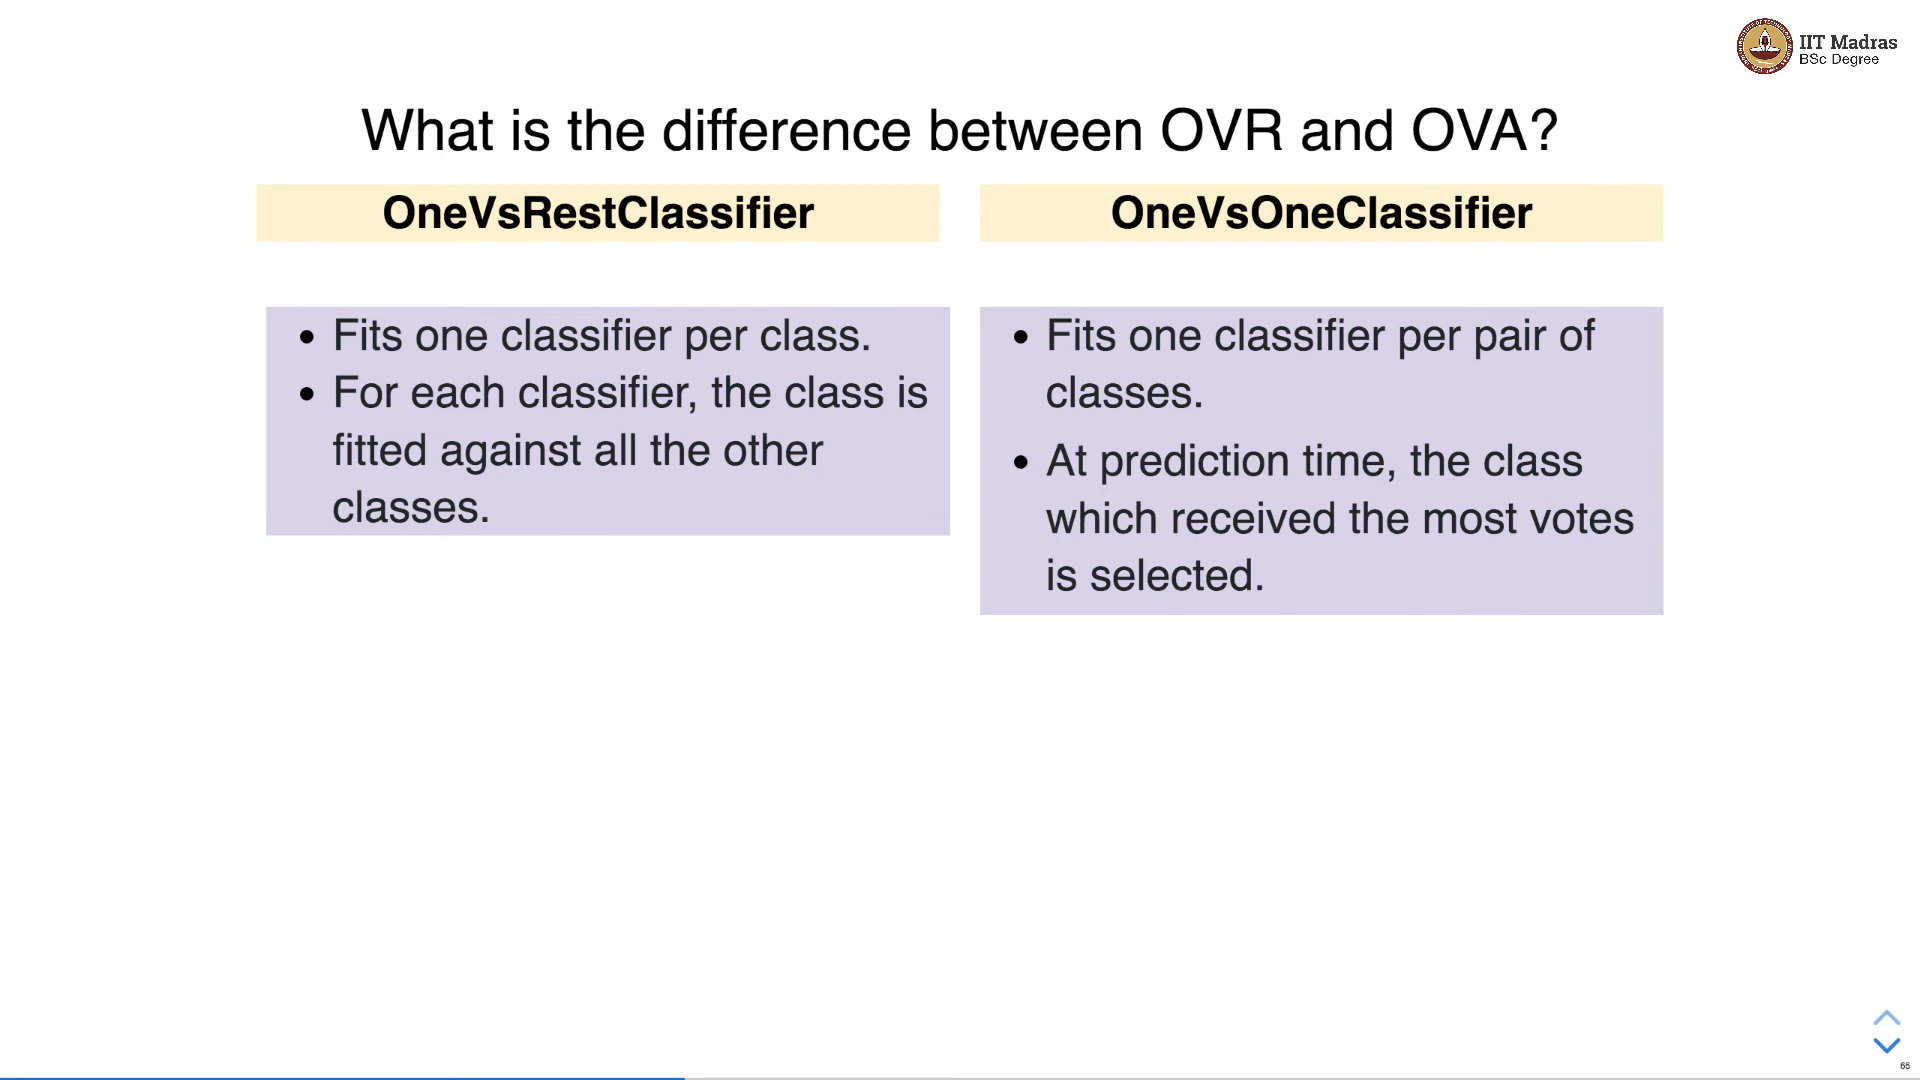 IIT Madras
BSc Degree
What is the difference between OVR and OVA?
OneVsRestClassifier
• Fits one classifier per class.
• For each classifier, the class is
fitted against all the other
classes.
OneVsOneClassifier
• Fits one classifier per pair of
classes.
• At prediction time, the class
which received the most votes
is selected.
65